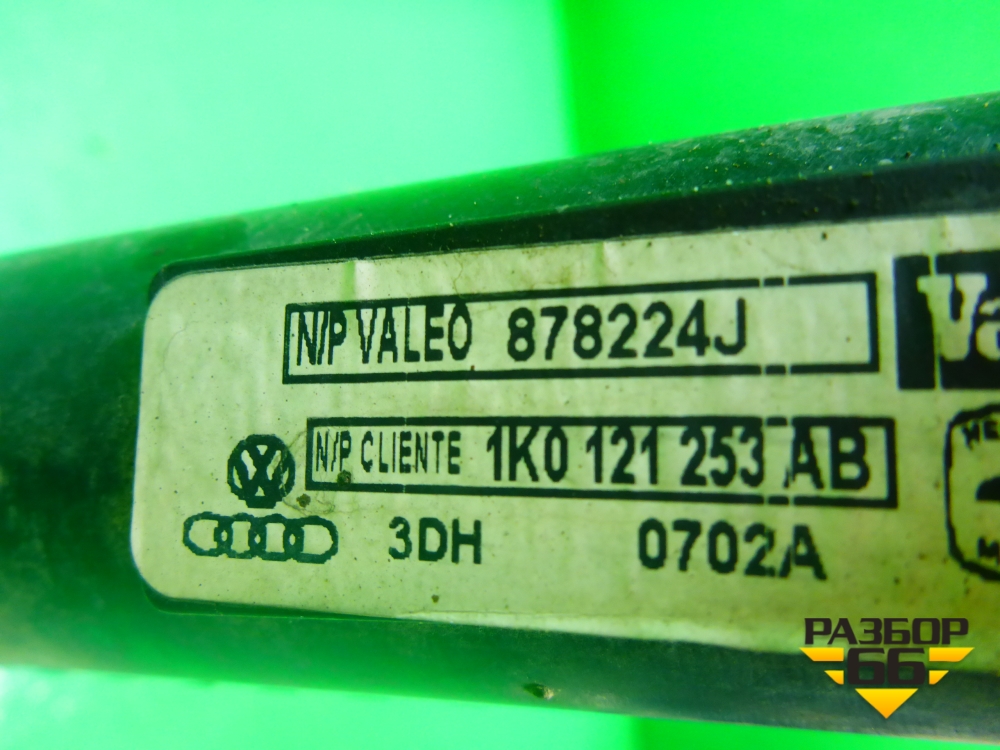 N/P VALEO 878224J
N/P CLIENTE 1K0 121 253 AB
3DH 0702A
РАЗБОР
66